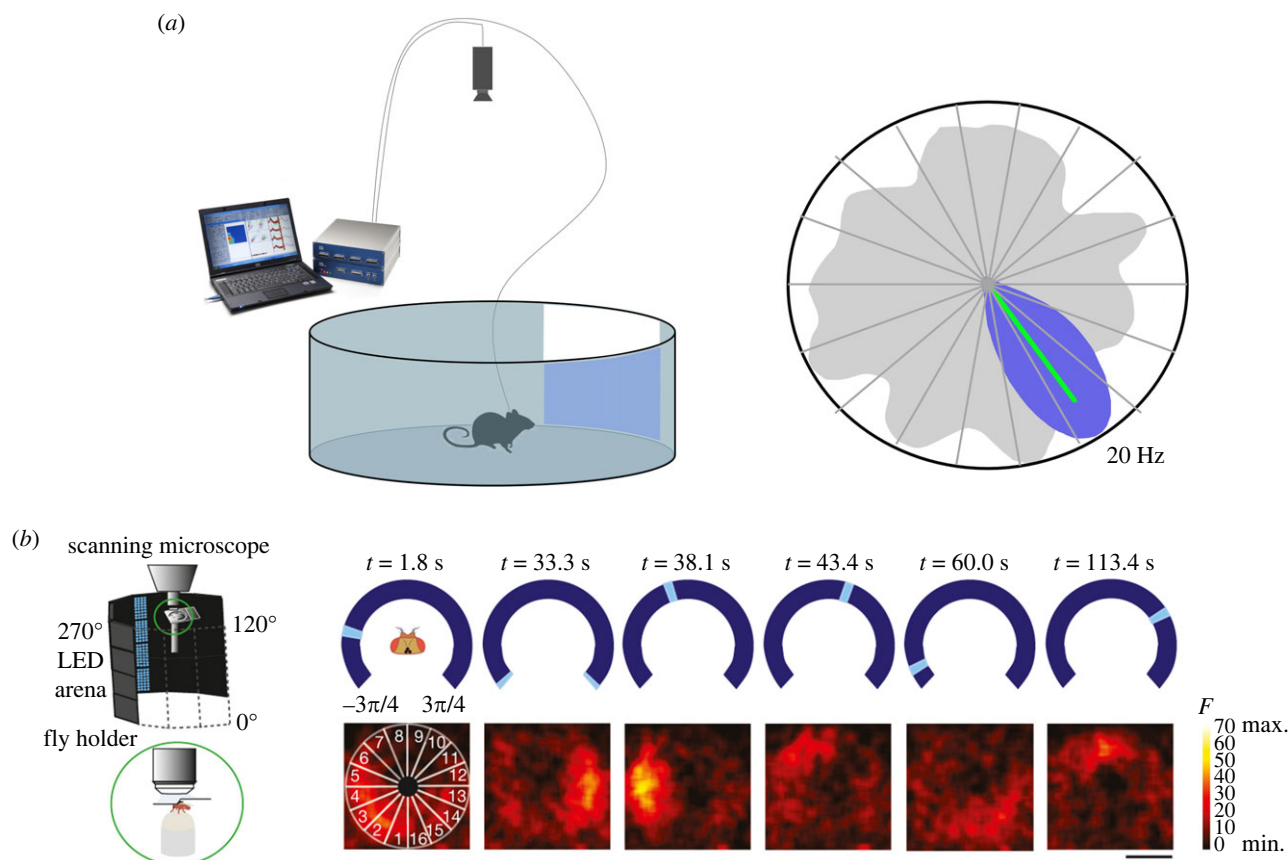 (a)
20 Hz
(b)
scanning microscope
270°
LED
arena
120°
0°
fly holder
t = 1.8 s
t = 33.3 s
t = 38.1 s
t = 43.4 s
t = 60.0 s
t = 113.4 s
–3π/4
3π/4
1
2
3
4
5
6
7
8
9
10
11
12
13
14
15
16
F
70 max.
60
50
40
30
20
10
0 min.